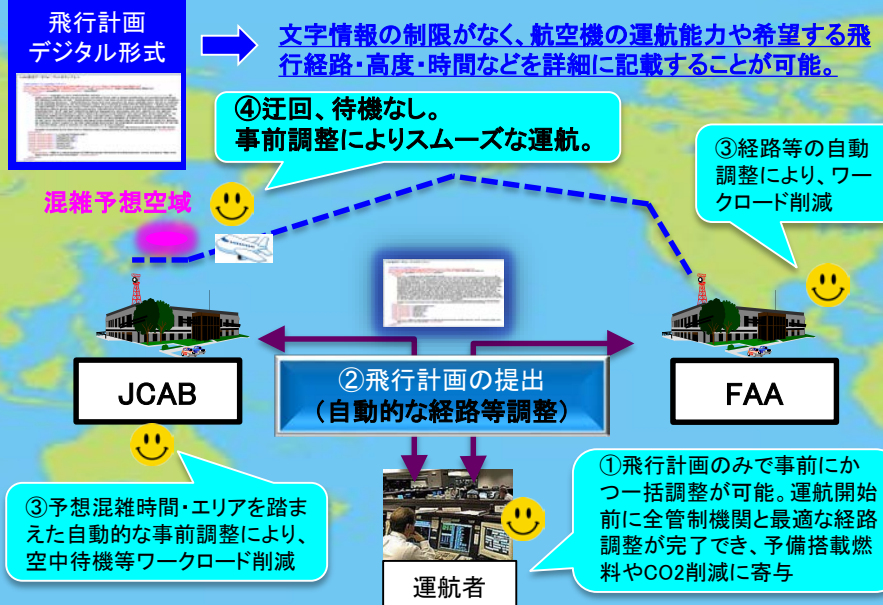 飛行計画
デジタル形式
文字情報の制限がなく、航空機の運航能力や希望する飛
行経路・高度・時間などを詳細に記載することが可能。
④迂回、待機なし。
事前調整によりスムーズな運航。
③経路等の自動
調整により、ワー
クロード削減
混雑予想空域
JCAB
②飛行計画の提出
(自動的な経路等調整)
FAA
③予想混雑時間・エリアを踏ま
えた自動的な事前調整により、
空中待機等ワークロード削減
①飛行計画のみで事前にか
つ一括調整が可能。運航開始
前に全管制機関と最適な経路
調整が完了でき、予備搭載燃
料やCO2削減に寄与
運航者